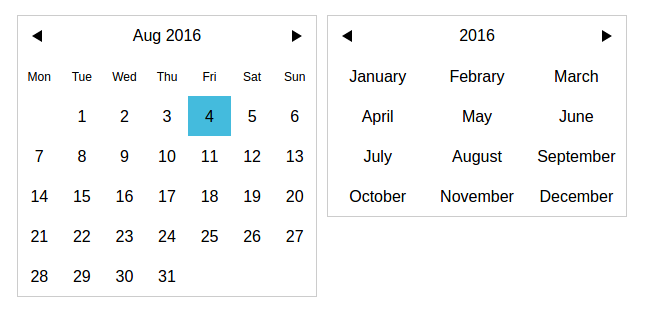 Aug 2016
Mon Tue Wed Thu Fri Sat Sun
1 2 3 4 5 6
7 8 9 10 11 12 13
14 15 16 17 18 19 20
21 22 23 24 25 26 27
28 29 30 31
2016
January Febrary March
April May June
July August September
October November December